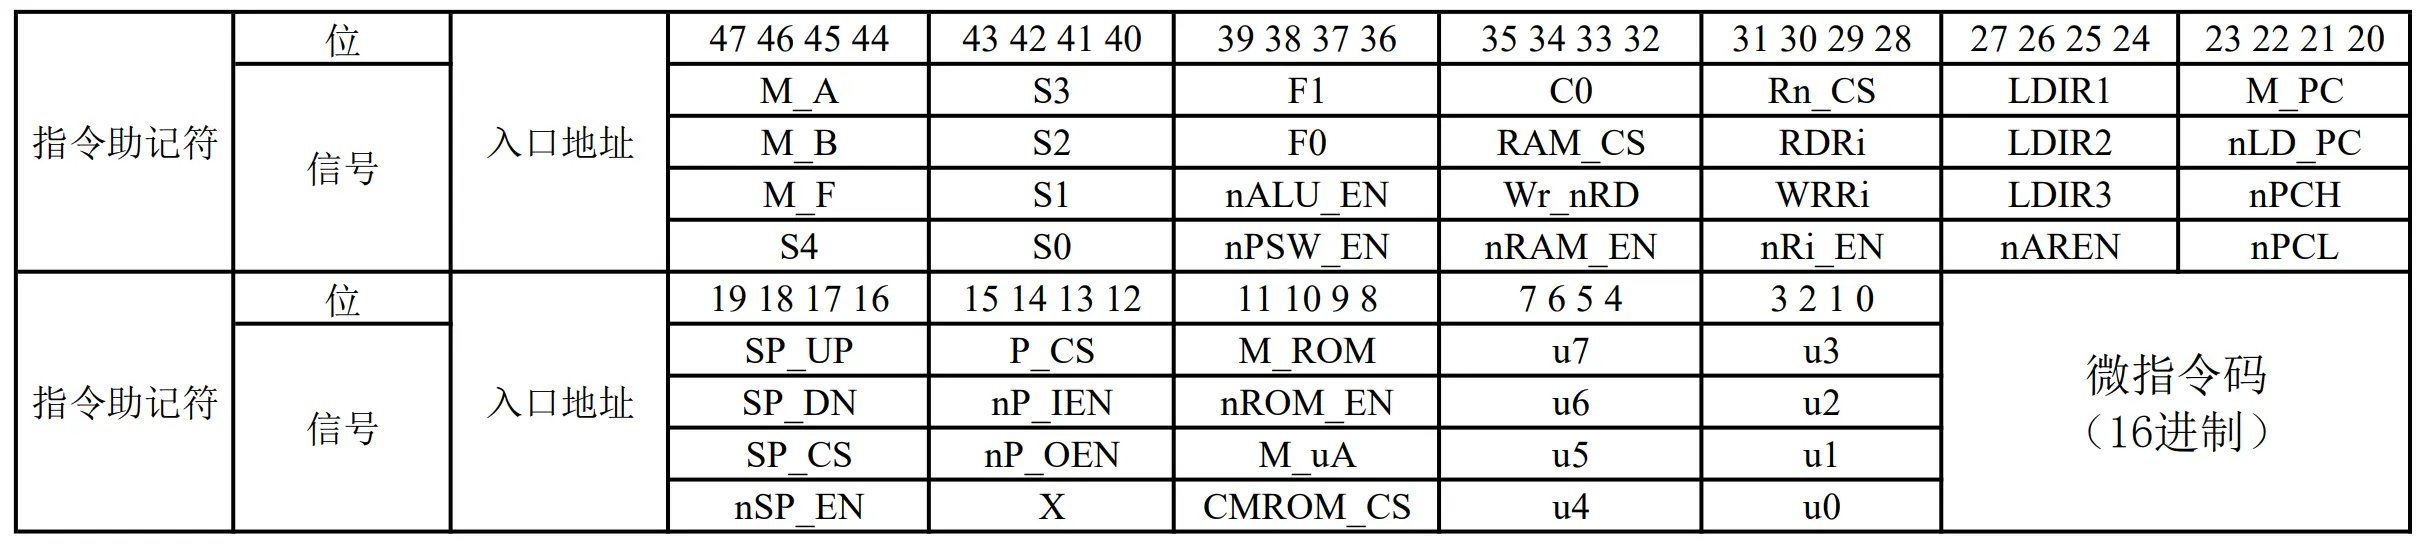 指令助记符 位 入口地址 47 46 45 44 43 42 41 40 39 38 37 36 35 34 33 32 31 30 29 28 27 26 25 24 23 22 21 20
信号 M_A S3 F1 C0 Rn_CS LDIR1 M_PC
M_B S2 F0 RAM_CS RDRi LDIR2 nLD_PC
M_F S1 nALU_EN Wr_nRD WRRi LDIR3 nPCH
S4 S0 nPSW_EN nRAM_EN nRi_EN nAREN nPCL
指令助记符 位 入口地址 19 18 17 16 15 14 13 12 11 10 9 8 7 6 5 4 3 2 1 0 微指令码
（16进制）
信号 SP_UP P_CS M_ROM u7 u3
SP_DN nP_IEN nROM_EN u6 u2
SP_CS nP_OEN M_uA u5 u1
nSP_EN X CMROM_CS u4 u0